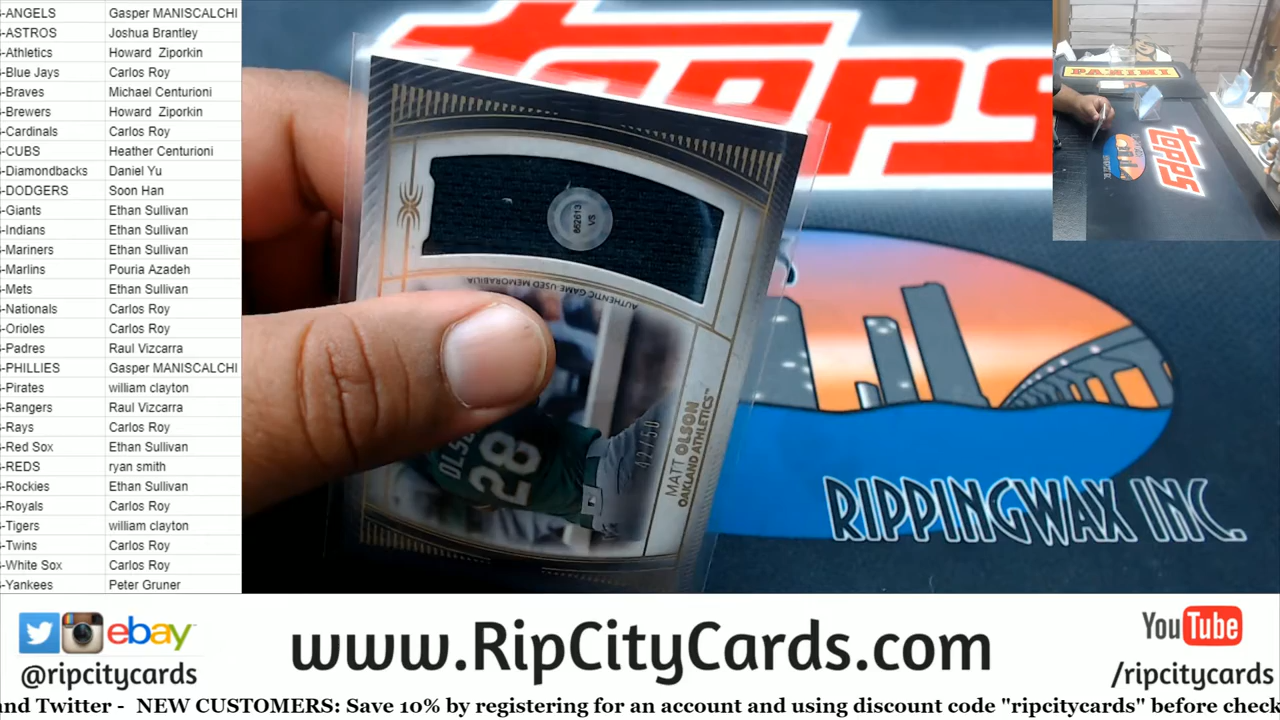 -ANGELS Gasper MANISCALCHI
-ASTROS Joshua Brantley
-Athletics Howard Ziporkin
-Blue Jays Carlos Roy
-Braves Michael Centurioni
-Brewers Howard Ziporkin
-Cardinals Carlos Roy
-CUBS Heather Centurioni
-Diamondbacks Daniel Yu
-DODGERS Soon Han
-Giants Ethan Sullivan
-Indians Ethan Sullivan
-Mariners Ethan Sullivan
-Marlins Pouria Azadeh
-Mets Ethan Sullivan
-Nationals Carlos Roy
-Orioles Carlos Roy
-Padres Raul Vizcarra
-PHILLIES Gasper MANISCALCHI
-Pirates william clayton
-Rangers Raul Vizcarra
-Rays Carlos Roy
-Red Sox Ethan Sullivan
-REDS ryan smith
-Rockies Ethan Sullivan
-Royals Carlos Roy
-Tigers william clayton
-Twins Carlos Roy
-White Sox Carlos Roy
-Yankees Peter Gruner
topps
662613
VS
AUTHENTIC GAME-USED MEMORABILIA
OLSO
28
42/50
MATT OLSON
OAKLAND ATHLETICS™
RIPPINGWAX INC.
PANINI
TOPPS
ebay
@ripcitycards
www.RipCityCards.com
YouTube
/ripcitycards
and Twitter - NEW CUSTOMERS: Save 10% by registering for an account and using discount code "ripcitycards" before check